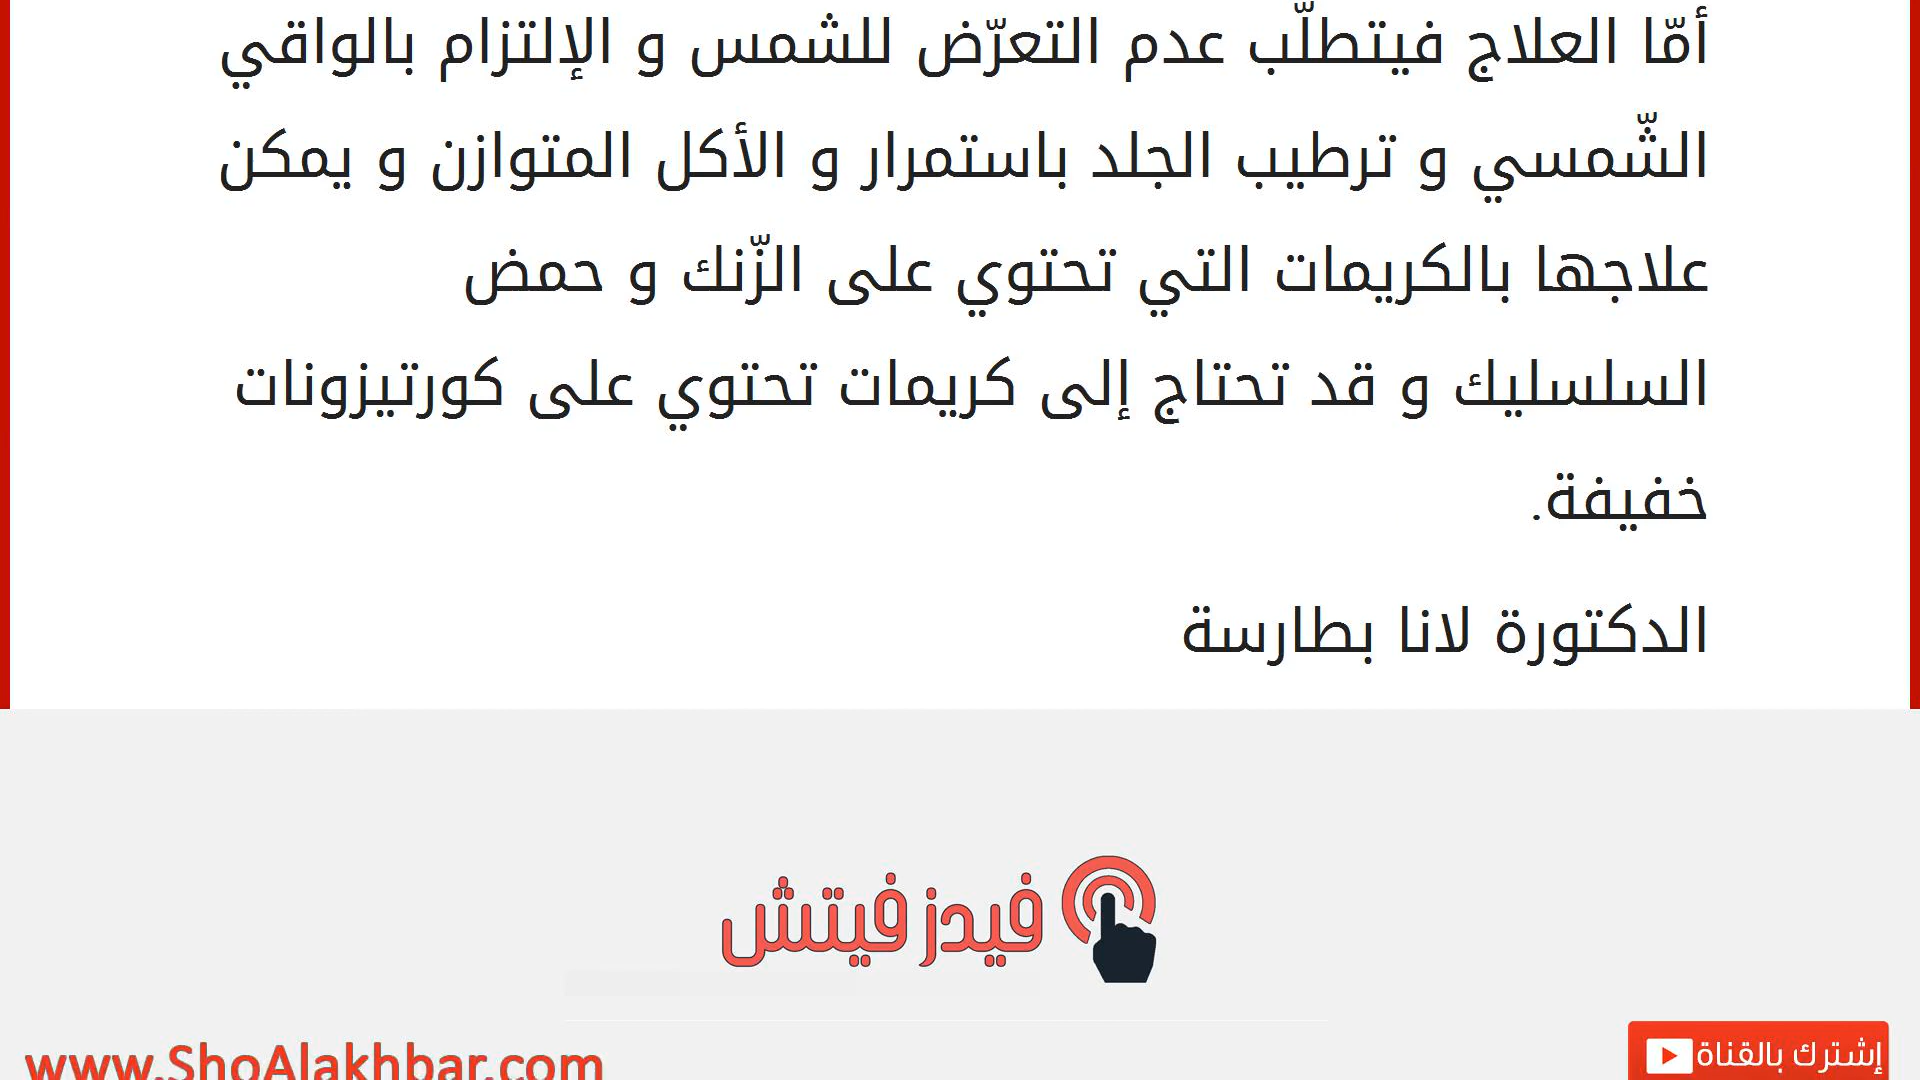 أمّا العلاج فيتطلّب عدم التعرّض للشمس و الإلتزام بالواقي
الشّمسي و ترطيب الجلد باستمرار و الأكل المتوازن و يمكن
علاجها بالكريمات التي تحتوي على الزّنك و حمض
السلسليك و قد تحتاج إلى كريمات تحتوي على كورتيزونات
خفيفة.
الدكتورة لانا بطارسة
فيدز فيتش
www.ShoAlakhbar.com
إشترك بالقناة